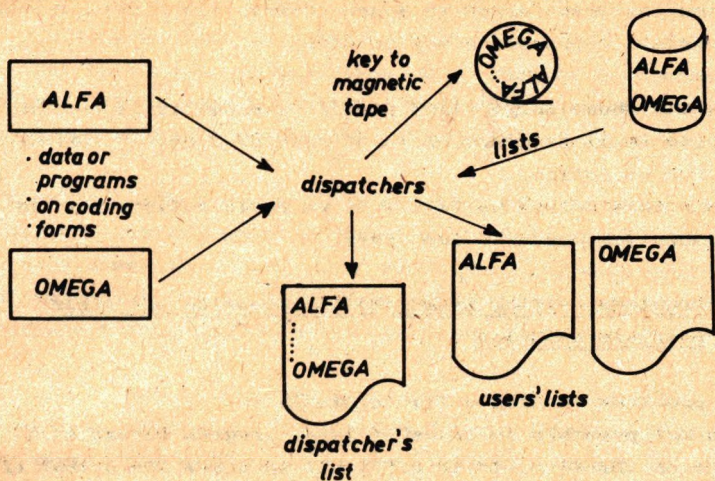 ALFA
data or
programs
on coding
forms
OMEGA
key to
magnetic
tape
OMEGA
ALFA
ALFA
OMEGA
lists
dispatchers
ALFA
OMEGA
dispatcher's
list
ALFA
OMEGA
users' lists